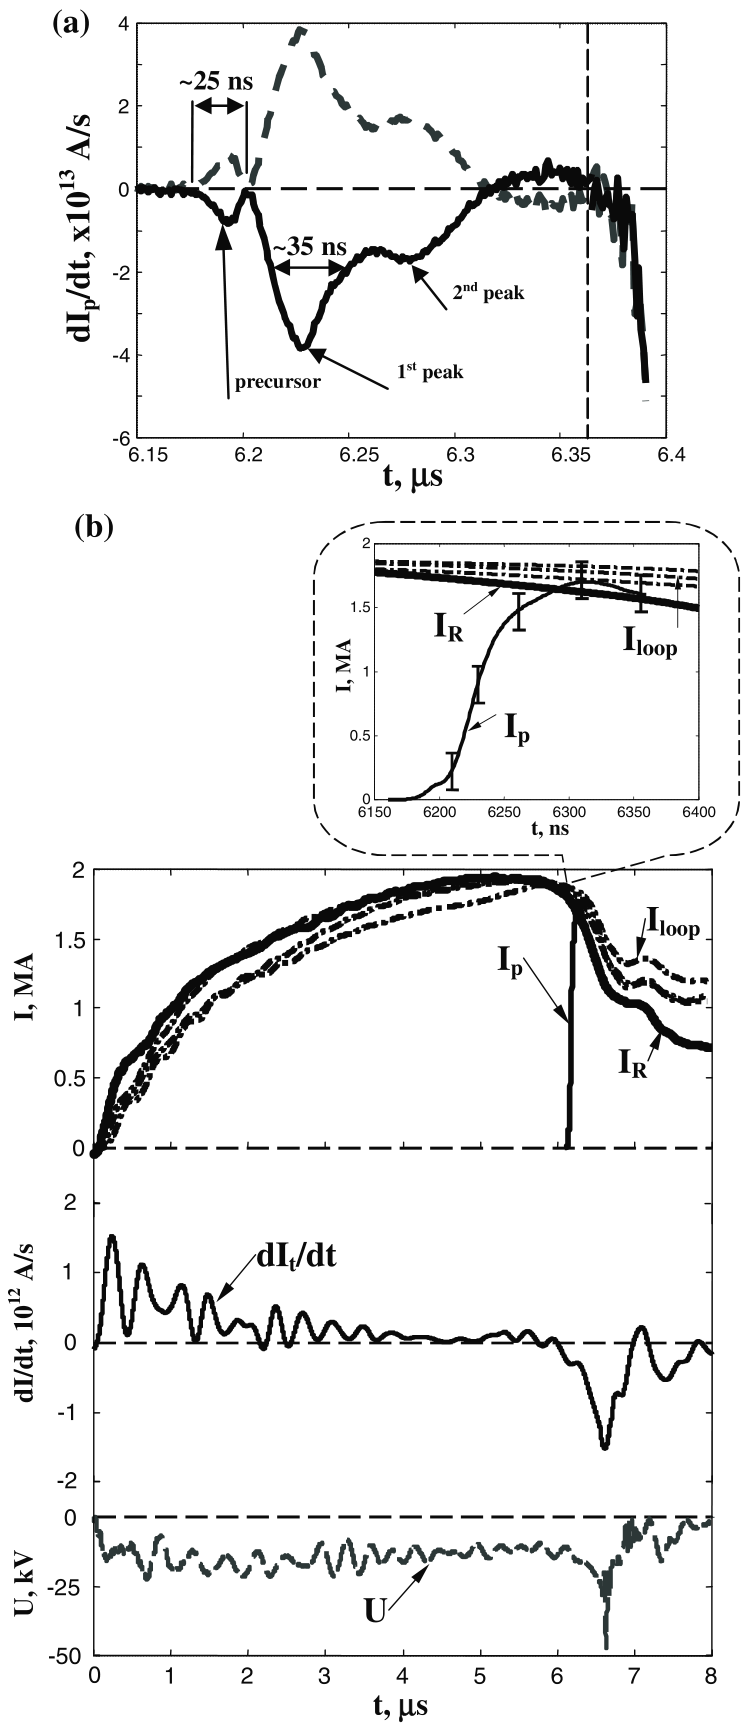 (a)
4
2
0
-2
-4
-6
dIp/dt, x10^13 A/s
~25 ns
~35 ns
2nd peak
precursor
1st peak
6.15 6.2 6.25 6.3 6.35 6.4
t, μs
(b)
2
1.5
1
0.5
0
I, MA
IR
Iloop
Ip
6150 6200 6250 6300 6350 6400
t, ns
2
1.5
1
0.5
0
I, MA
Iloop
Ip
IR
2
1
0
-1
-2
dI/dt, 10^12 A/s
dIt/dt
0
-25
-50
U, kV
U
0 1 2 3 4 5 6 7 8
t, μs